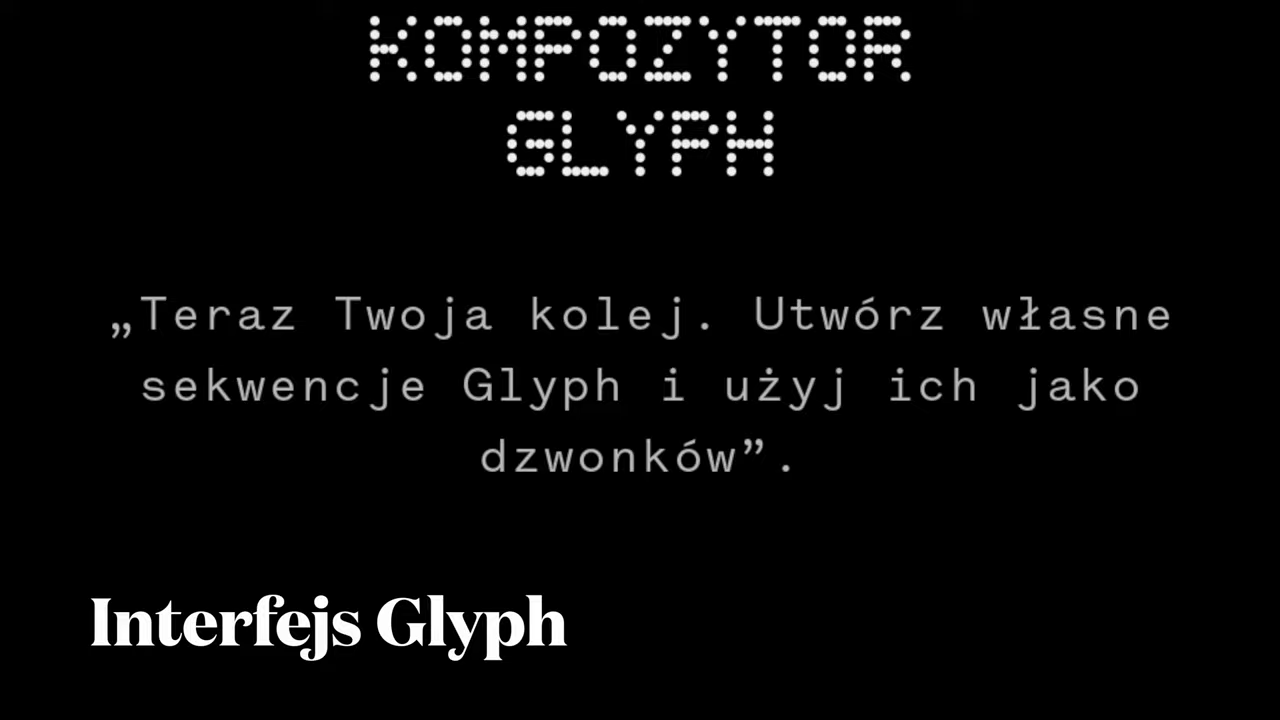 KOMPOZYTOR
GLYPH
„Teraz Twoja kolej. Utwórz własne
sekwencje Glyph i użyj ich jako
dzwonków”.
Interfejs Glyph